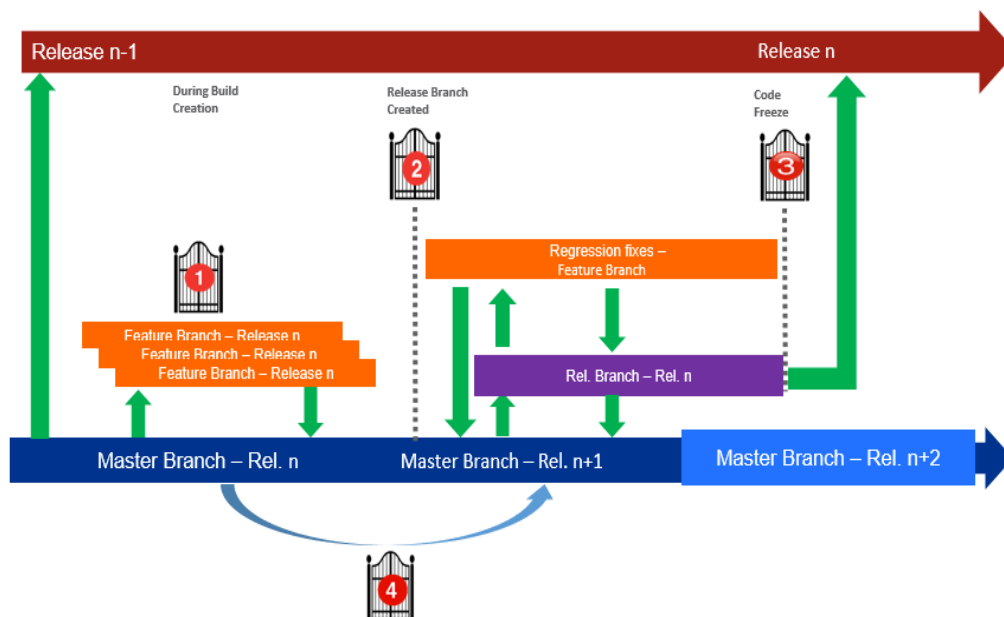 Release n-1
Release n
During Build
Creation
Release Branch
Created
Code
Freeze
2
3
1
Regression fixes –
Feature Branch
Feature Branch – Release n
Feature Branch – Release n
Feature Branch – Release n
Rel. Branch – Rel. n
Master Branch – Rel. n
Master Branch – Rel. n+1
Master Branch – Rel. n+2
4